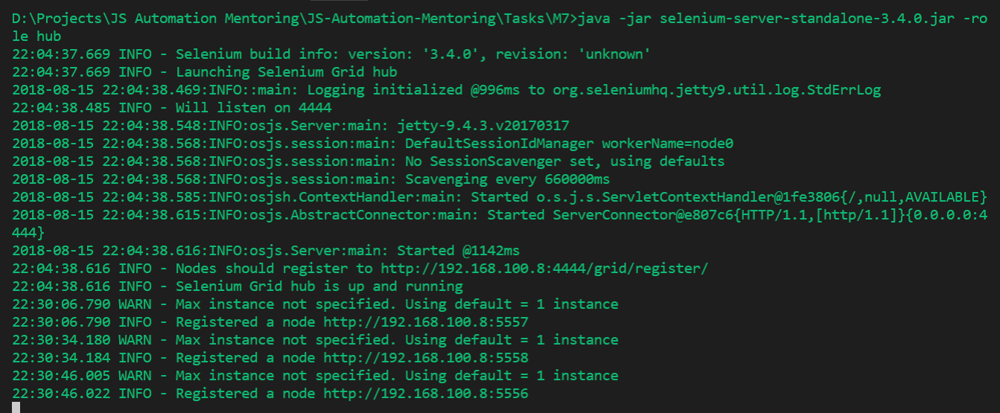 D:\Projects\JS Automation Mentoring\JS-Automation-Mentoring\Tasks\M7>java -jar selenium-server-standalone-3.4.0.jar -ro
le hub
22:04:37.669 INFO - Selenium build info: version: '3.4.0', revision: 'unknown'
22:04:37.669 INFO - Launching Selenium Grid hub
2018-08-15 22:04:38.469:INFO::main: Logging initialized @996ms to org.seleniumhq.jetty9.util.log.StdErrLog
22:04:38.485 INFO - Will listen on 4444
2018-08-15 22:04:38.548:INFO:osjs.Server:main: jetty-9.4.3.v20170317
2018-08-15 22:04:38.568:INFO:osjs.session:main: DefaultSessionIdManager workerName=node0
2018-08-15 22:04:38.568:INFO:osjs.session:main: No SessionScavenger set, using defaults
2018-08-15 22:04:38.568:INFO:osjs.session:main: Scavenging every 660000ms
2018-08-15 22:04:38.585:INFO:osjsh.ContextHandler:main: Started o.s.j.s.ServletContextHandler@1fe3806{/,null,AVAILABLE}
2018-08-15 22:04:38.615:INFO:osjs.AbstractConnector:main: Started ServerConnector@e807c6{HTTP/1.1,[http/1.1]}{0.0.0.0:4
444}
2018-08-15 22:04:38.616:INFO:osjs.Server:main: Started @1142ms
22:04:38.616 INFO - Nodes should register to http://192.168.100.8:4444/grid/register/
22:04:38.616 INFO - Selenium Grid hub is up and running
22:30:06.790 WARN - Max instance not specified. Using default = 1 instance
22:30:06.790 INFO - Registered a node http://192.168.100.8:5557
22:30:34.180 WARN - Max instance not specified. Using default = 1 instance
22:30:34.184 INFO - Registered a node http://192.168.100.8:5558
22:30:46.005 WARN - Max instance not specified. Using default = 1 instance
22:30:46.022 INFO - Registered a node http://192.168.100.8:5556